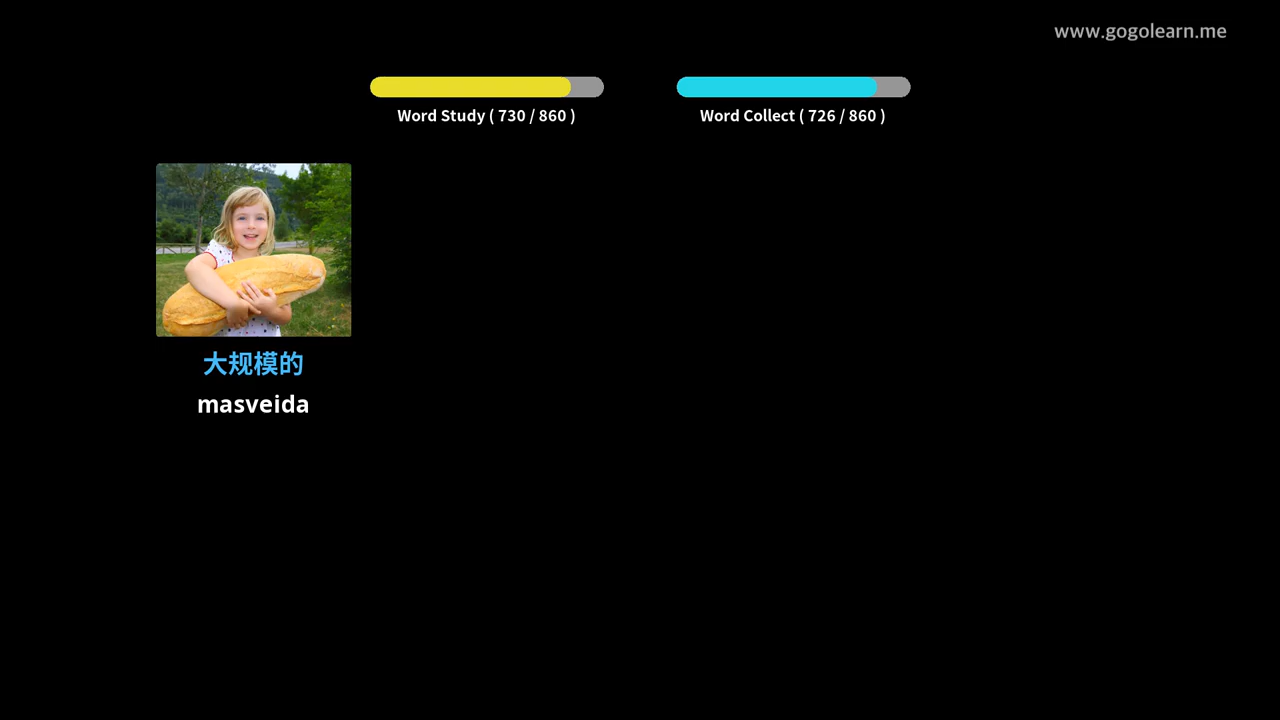 www.gogolearn.me
Word Study ( 730 / 860 )
Word Collect ( 726 / 860 )
大规模的
masveida